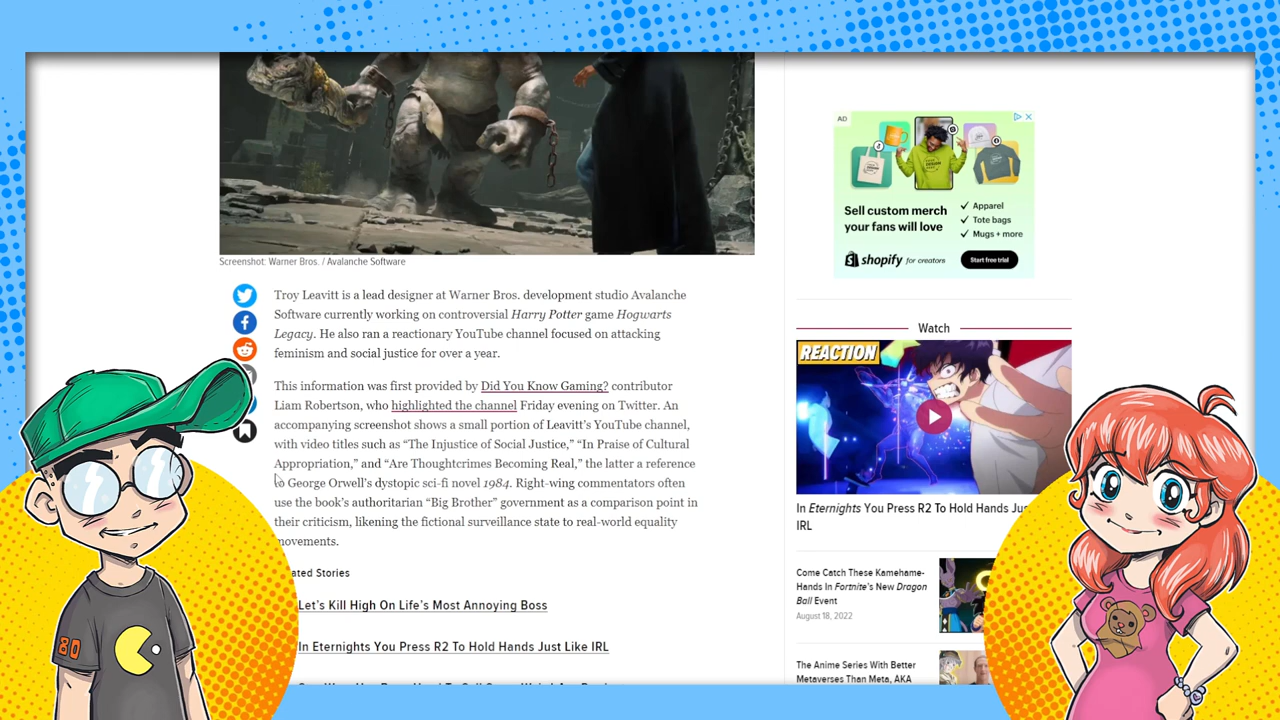 Screenshot: Warner Bros. / Avalanche Software
Troy Leavitt is a lead designer at Warner Bros. development studio Avalanche
Software currently working on controversial Harry Potter game Hogwarts
Legacy. He also ran a reactionary YouTube channel focused on attacking
feminism and social justice for over a year.
This information was first provided by Did You Know Gaming? contributor
Liam Robertson, who highlighted the channel Friday evening on Twitter. An
accompanying screenshot shows a small portion of Leavitt's YouTube channel,
with video titles such as “The Injustice of Social Justice,” “In Praise of Cultural
Appropriation,” and “Are Thoughtcrimes Becoming Real,” the latter a reference
to George Orwell's dystopic sci-fi novel 1984. Right-wing commentators often
use the book's authoritarian “Big Brother” government as a comparison point in
their criticism, likening the fictional surveillance state to real-world equality
movements.
ated Stories
Let's Kill High On Life's Most Annoying Boss
In Eternights You Press R2 To Hold Hands Just Like IRL
AD
Sell custom merch
your fans will love
Apparel
Tote bags
Mugs + more
shopify for creators
Start free trial
Watch
REACTION
In Eternights You Press R2 To Hold Hands Jus
IRL
Come Catch These Kamehame-
Hands In Fortnite's New Dragon
Ball Event
August 18, 2022
The Anime Series With Better
Metaverses Than Meta, AKA
80